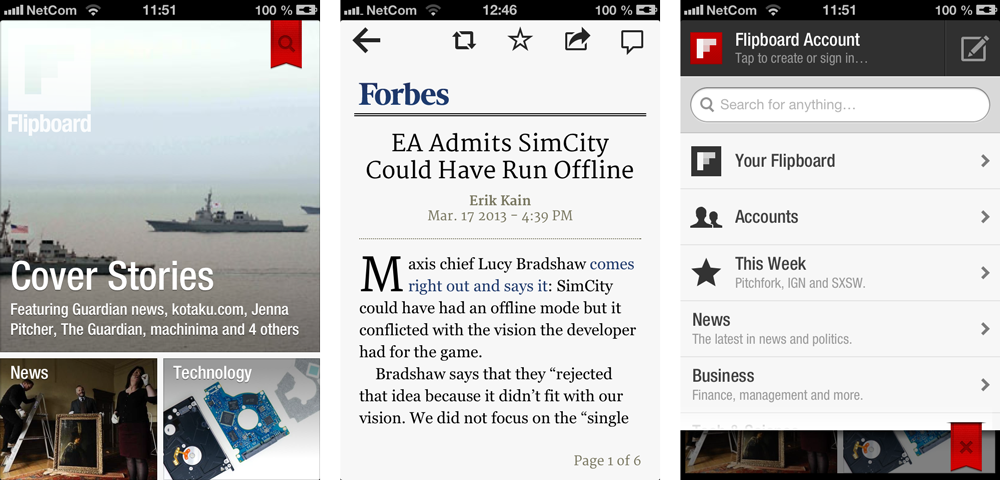 NetCom 11:51 100 %
Flipboard
Cover Stories
Featuring Guardian news, kotaku.com, Jenna
Pitcher, The Guardian, machinima and 4 others
News
Technology
NetCom 12:46 100 %
Forbes
EA Admits SimCity
Could Have Run Offline
Erik Kain
Mar. 17 2013 - 4:39 PM
Maxis chief Lucy Bradshaw comes
right out and says it: SimCity
could have had an offline mode but it
conflicted with the vision the developer
had for the game.
Bradshaw says that they “rejected
that idea because it didn’t fit with our
vision. We did not focus on the “single
Page 1 of 6
NetCom 11:51 100 %
Flipboard Account
Tap to create or sign in…
Search for anything…
Your Flipboard
Accounts
This Week
Pitchfork, IGN and SXSW.
News
The latest in news and politics.
Business
Finance, management and more.